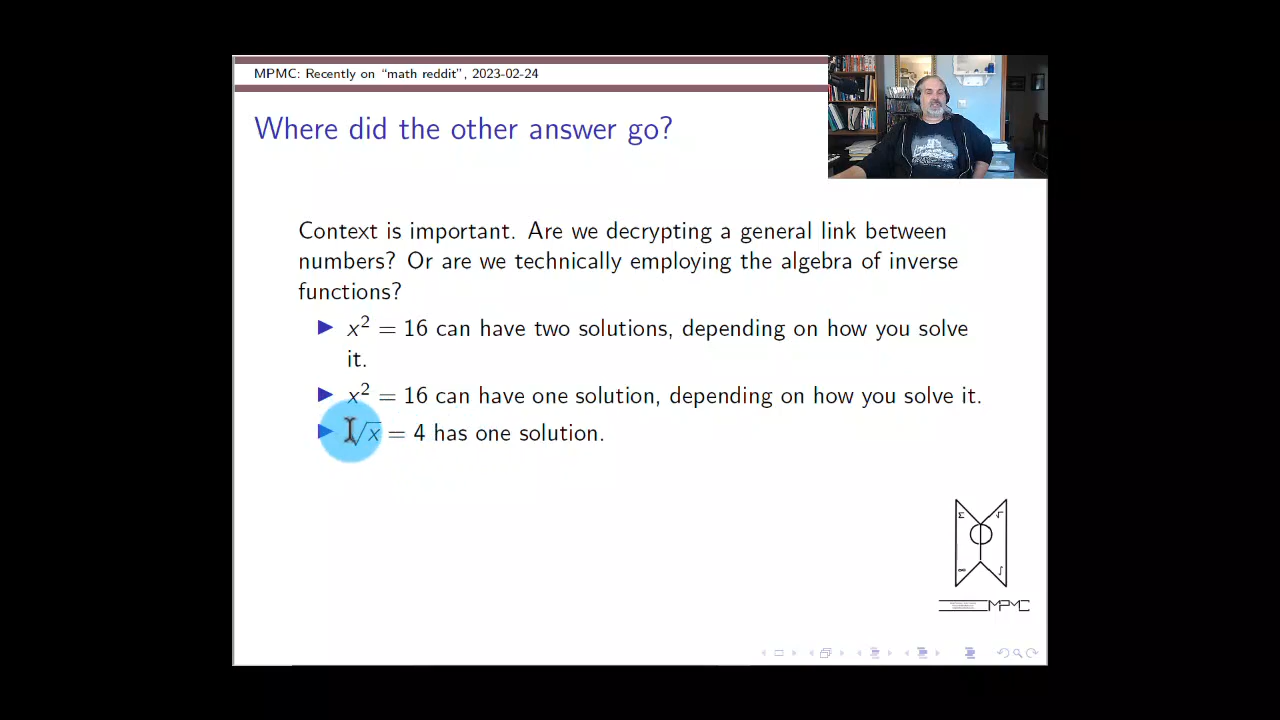 MPMC: Recently on “math reddit”, 2023-02-24
Where did the other answer go?
Context is important. Are we decrypting a general link between
numbers? Or are we technically employing the algebra of inverse
functions?
▶ x² = 16 can have two solutions, depending on how you solve
it.
▶ x² = 16 can have one solution, depending on how you solve it.
▶ √x = 4 has one solution.
Σ √
∞ ∫
MPMC